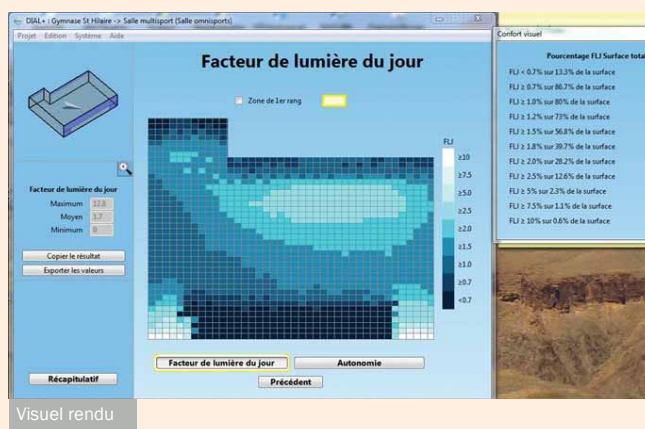 DIAL+ : Gymnase St Hilaire -> Salle multisport (Salle omnisports)
Projet Edition Système Aide
Facteur de lumière du jour
Zone de 1er rang
Facteur de lumière du jour
Maximum 12.8
Moyen 1.7
Minimum 0
Copier le résultat
Exporter les valeurs
Récapitulatif
FLJ
≥10
≥7.5
≥5.0
≥2.5
≥2.0
≥1.5
≥1.0
≥0.7
<0.7
Facteur de lumière du jour
Autonomie
Précédent
Confort visuel
Pourcentage FLJ Surface total
FLJ < 0.7% sur 13.3% de la surface
FLJ ≥ 0.7% sur 86.7% de la surface
FLJ ≥ 1.0% sur 80% de la surface
FLJ ≥ 1.2% sur 73% de la surface
FLJ ≥ 1.5% sur 56.8% de la surface
FLJ ≥ 1.8% sur 39.7% de la surface
FLJ ≥ 2.0% sur 28.2% de la surface
FLJ ≥ 2.5% sur 12.6% de la surface
FLJ ≥ 5% sur 2.3% de la surface
FLJ ≥ 7.5% sur 1.1% de la surface
FLJ ≥ 10% sur 0.6% de la surface
Visuel rendu